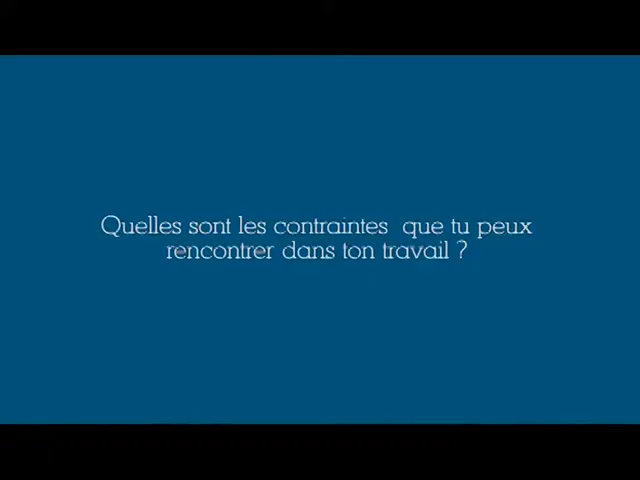 Quelles sont les contraintes  que tu peux
rencontrer dans ton travail ?